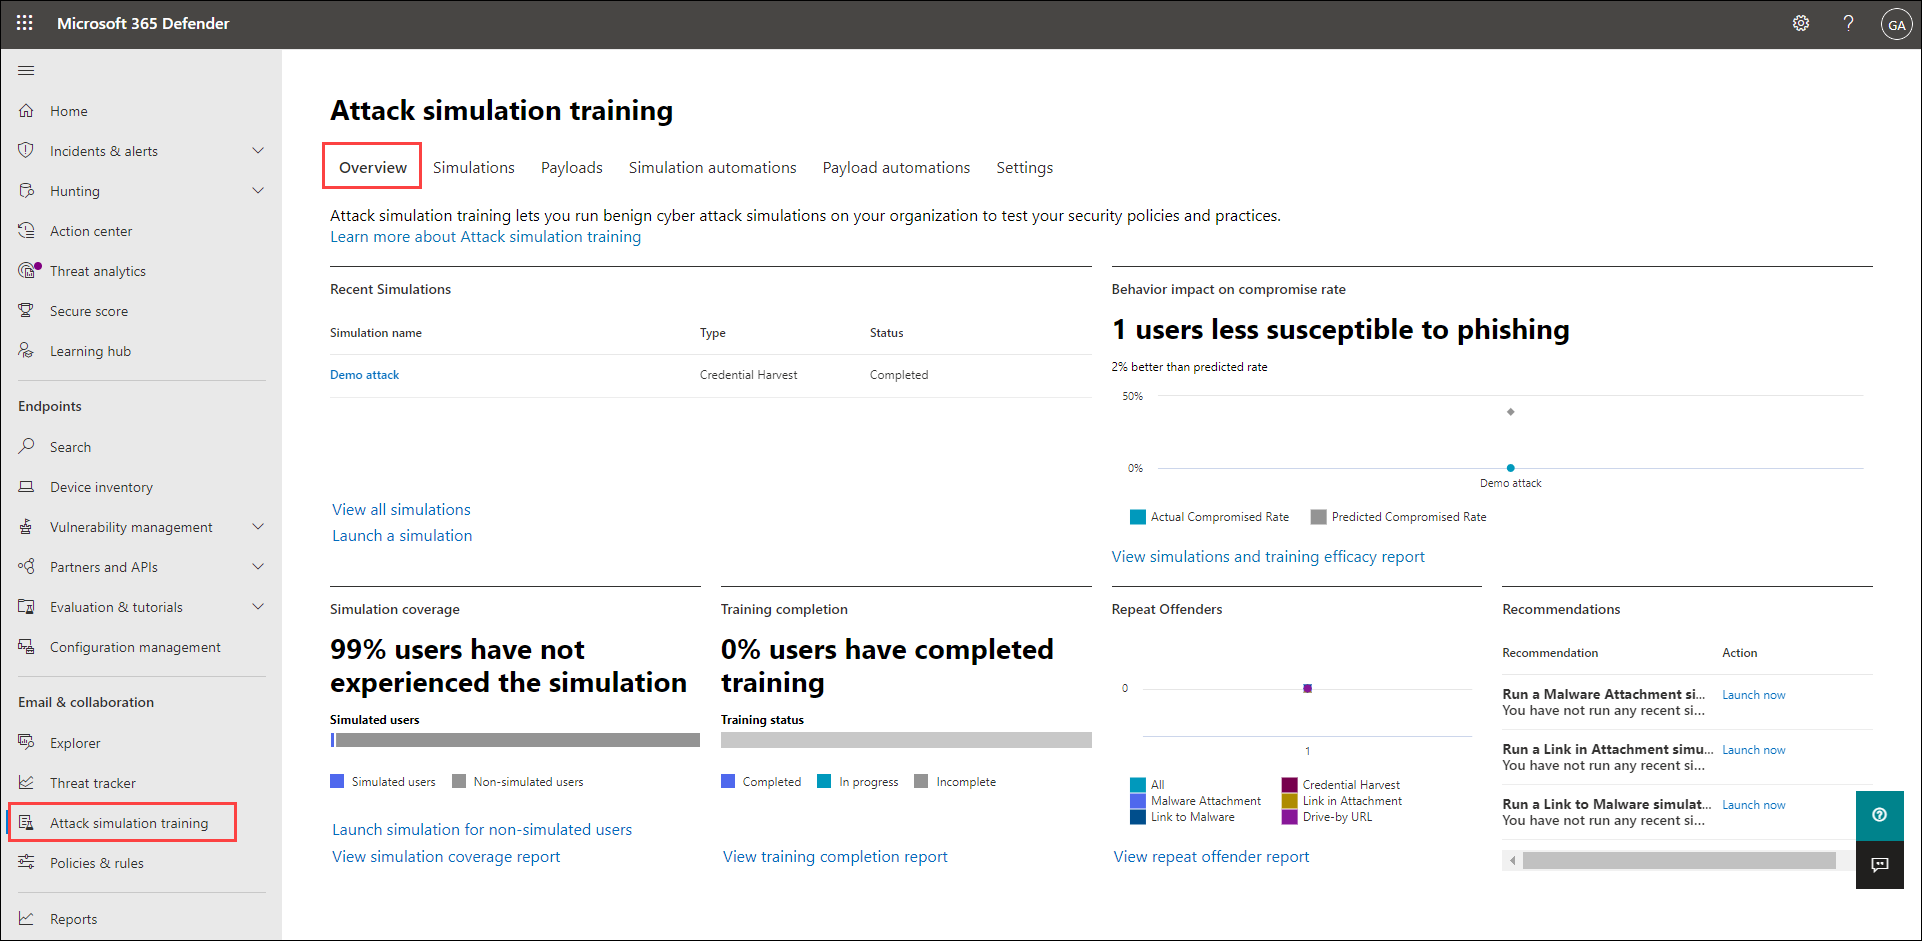 Microsoft 365 Defender
GA
Home
Incidents & alerts
Hunting
Action center
Threat analytics
Secure score
Learning hub
Endpoints
Search
Device inventory
Vulnerability management
Partners and APIs
Evaluation & tutorials
Configuration management
Email & collaboration
Explorer
Threat tracker
Attack simulation training
Policies & rules
Reports
Attack simulation training
Overview Simulations Payloads Simulation automations Payload automations Settings
Attack simulation training lets you run benign cyber attack simulations on your organization to test your security policies and practices.
Learn more about Attack simulation training
Recent Simulations
Simulation name Type Status
Demo attack Credential Harvest Completed
View all simulations
Launch a simulation
Behavior impact on compromise rate
1 users less susceptible to phishing
2% better than predicted rate
50%
0%
Demo attack
Actual Compromised Rate Predicted Compromised Rate
View simulations and training efficacy report
Simulation coverage
99% users have not
experienced the simulation
Simulated users
Simulated users Non-simulated users
Launch simulation for non-simulated users
View simulation coverage report
Training completion
0% users have completed
training
Training status
Completed In progress Incomplete
View training completion report
Repeat Offenders
0
1
All Credential Harvest
Malware Attachment Link in Attachment
Link to Malware Drive-by URL
View repeat offender report
Recommendations
Recommendation Action
Run a Malware Attachment si... Launch now
You have not run any recent si...
Run a Link in Attachment simu... Launch now
You have not run any recent si...
Run a Link to Malware simulat... Launch now
You have not run any recent si...